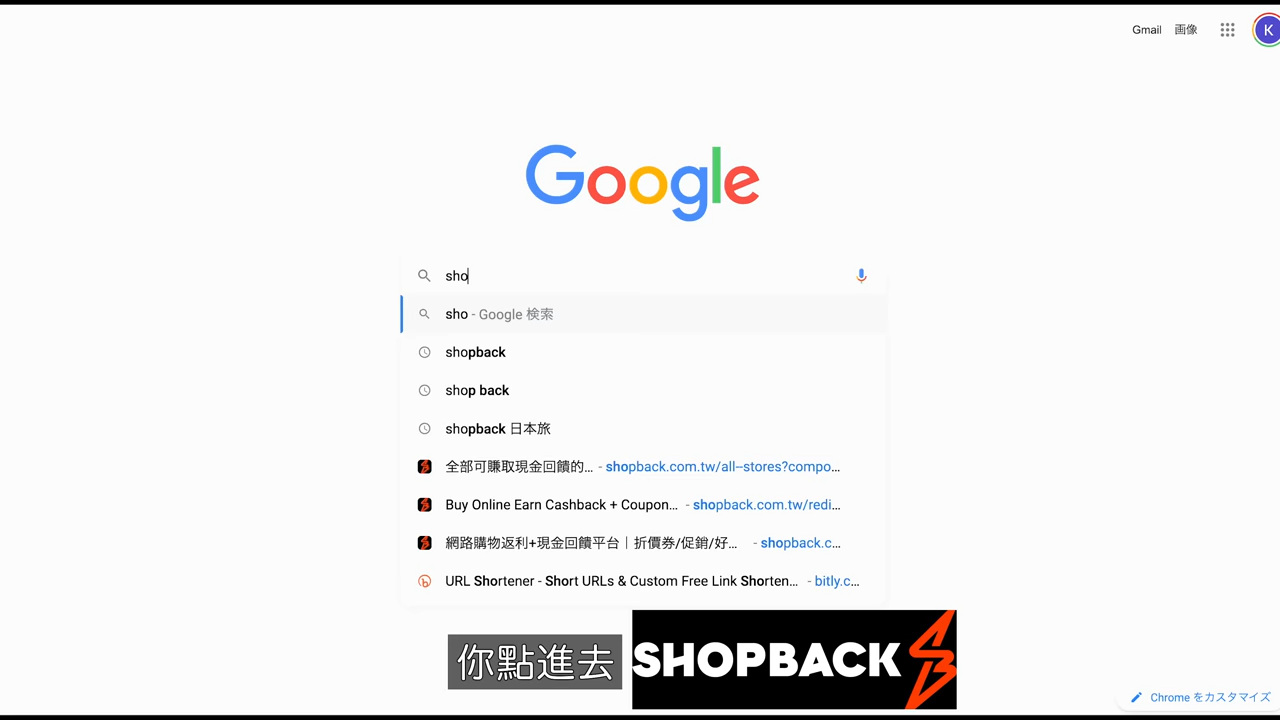 Gmail 画像
K
Google
sho
sho - Google 検索
shopback
shop back
shopback 日本旅
全部可賺取現金回饋的... - shopback.com.tw/all--stores?compo...
Buy Online Earn Cashback + Coupon... - shopback.com.tw/redi...
網路購物返利+現金回饋平台｜折價券/促銷/好... - shopback.c...
URL Shortener - Short URLs & Custom Free Link Shorten... - bitly.c...
你點進去 SHOPBACK
Chrome をカスタマイズ